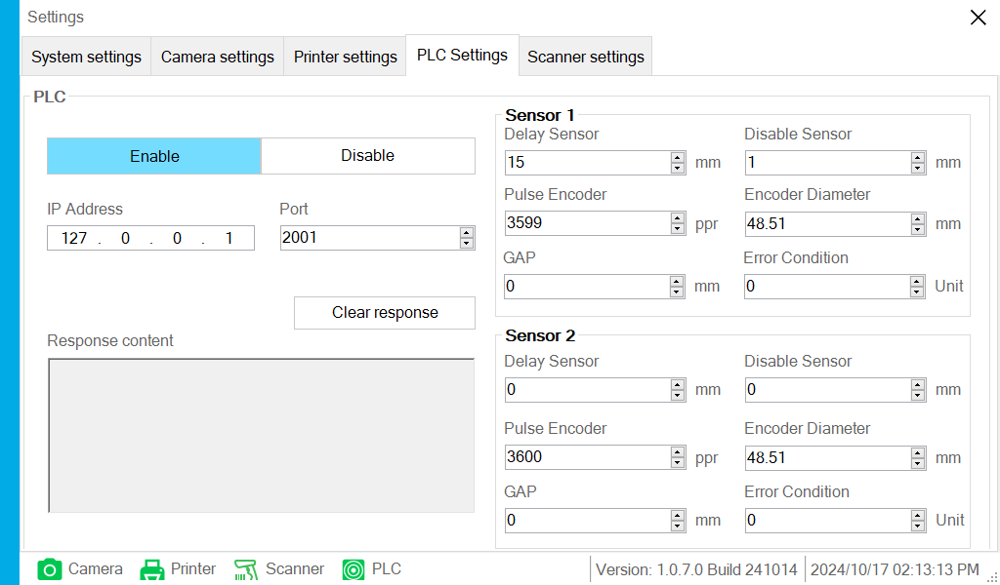 Settings
System settings Camera settings Printer settings PLC Settings Scanner settings
PLC
Enable Disable
IP Address Port
127 . 0 . 0 . 1 2001
Clear response
Response content
Sensor 1
Delay Sensor Disable Sensor
15 mm 1 mm
Pulse Encoder Encoder Diameter
3599 ppr 48.51 mm
GAP Error Condition
0 mm 0 Unit
Sensor 2
Delay Sensor Disable Sensor
0 mm 0 mm
Pulse Encoder Encoder Diameter
3600 ppr 48.51 mm
GAP Error Condition
0 mm 0 Unit
Camera Printer Scanner PLC Version: 1.0.7.0 Build 241014 2024/10/17 02:13:13 PM